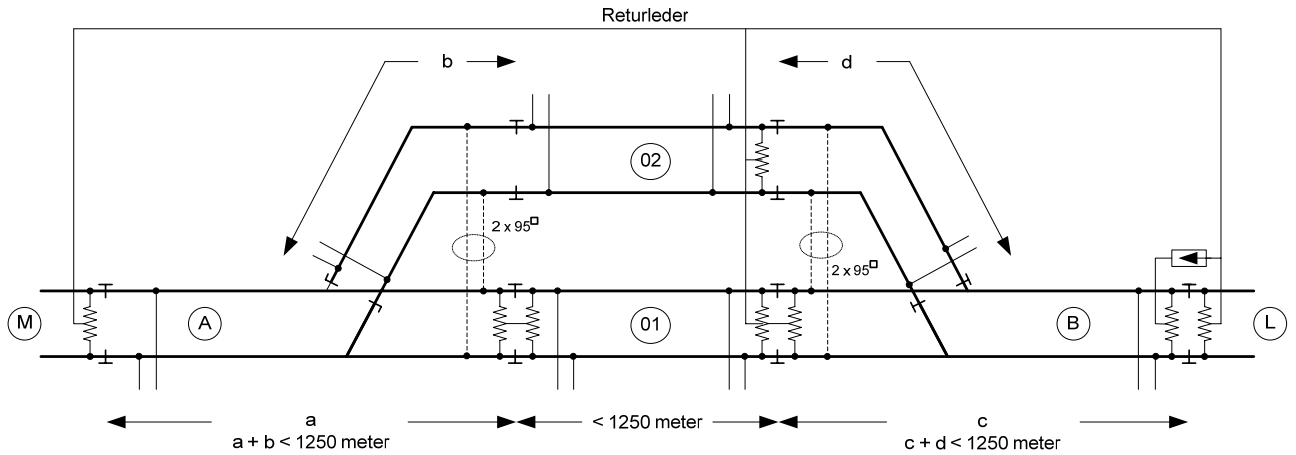 Returleder
b
d
02
2 x 95□
2 x 95□
M
A
01
B
L
a
a + b < 1250 meter
< 1250 meter
c
c + d < 1250 meter